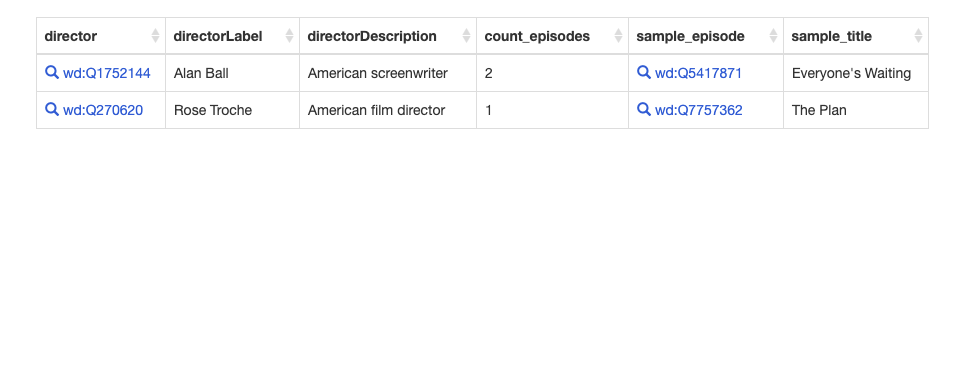 director directorLabel directorDescription count_episodes sample_episode sample_title
wd:Q1752144 Alan Ball American screenwriter 2 wd:Q5417871 Everyone's Waiting
wd:Q270620 Rose Troche American film director 1 wd:Q7757362 The Plan